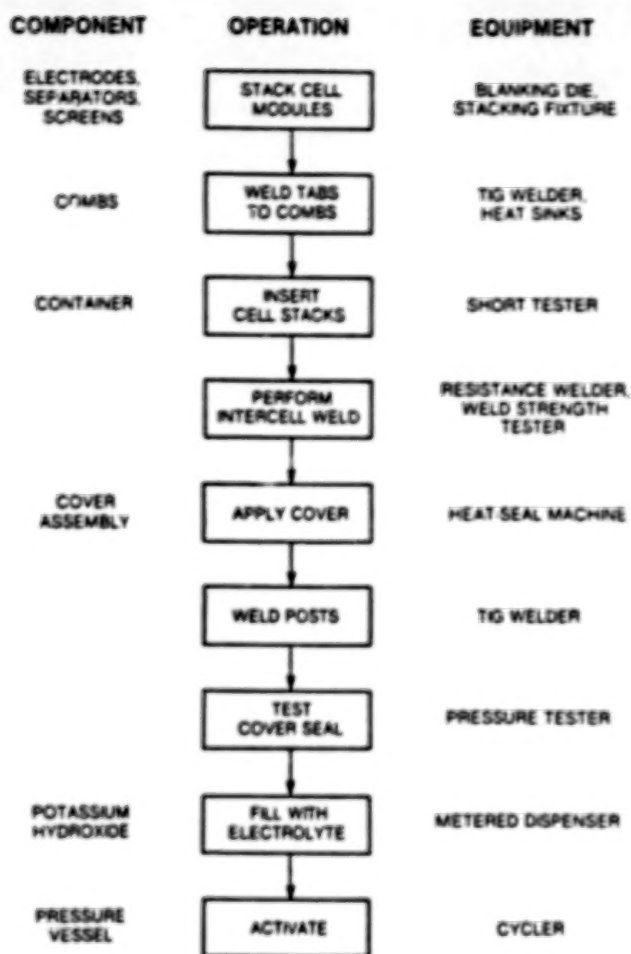 COMPONENT OPERATION EQUIPMENT
ELECTRODES,
SEPARATORS,
SCREENS
STACK CELL
MODULES
BLANKING DIE,
STACKING FIXTURE
COMBS
WELD TABS
TO COMBS
TIG WELDER,
HEAT SINKS
CONTAINER
INSERT
CELL STACKS
SHORT TESTER
PERFORM
INTERCELL WELD
RESISTANCE WELDER,
WELD STRENGTH
TESTER
COVER
ASSEMBLY
APPLY COVER
HEAT-SEAL MACHINE
WELD POSTS
TIG WELDER
TEST
COVER SEAL
PRESSURE TESTER
POTASSIUM
HYDROXIDE
FILL WITH
ELECTROLYTE
METERED DISPENSER
PRESSURE
VESSEL
ACTIVATE
CYCLER